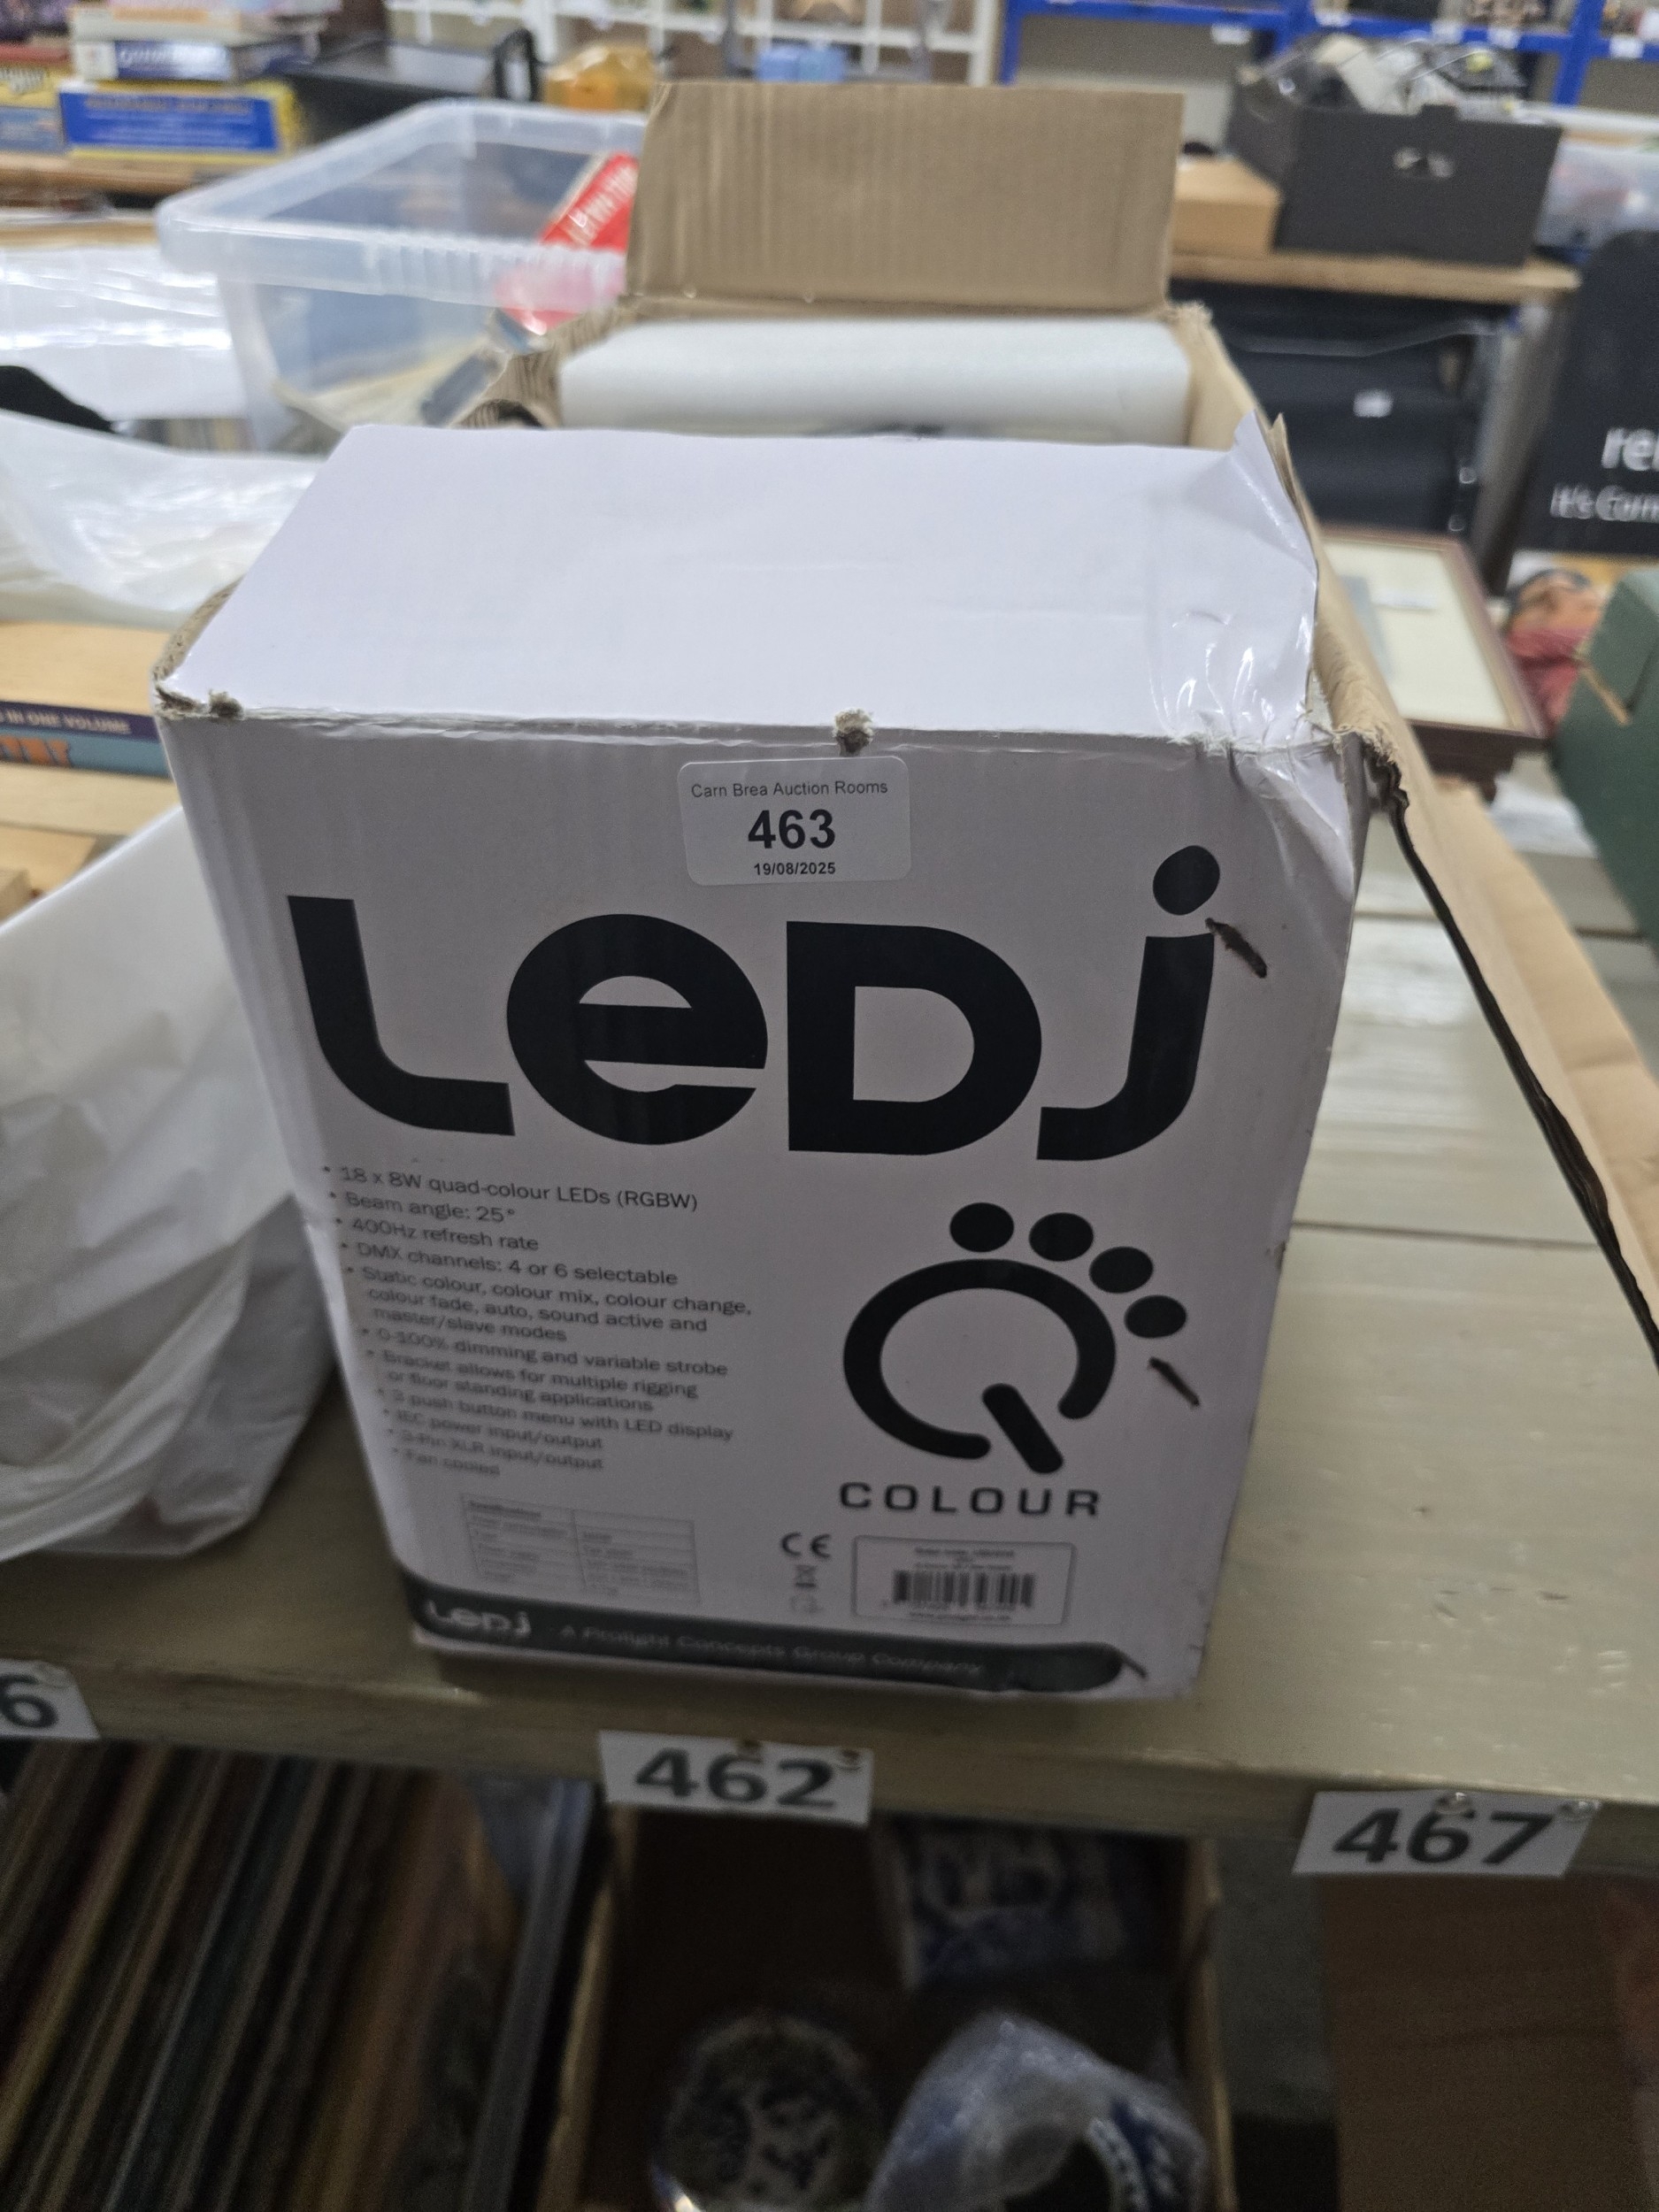 IN ONE VOLUME
Carn Brea Auction Rooms
463
19/08/2025
LeDJ
• 18 x 8W quad-colour LEDs (RGBW)
• Beam angle: 25°
• 400Hz refresh rate
• DMX channels: 4 or 6 selectable
• Static colour, colour mix, colour change,
colour fade, auto, sound active and
master/slave modes
• 0-100% dimming and variable strobe
• Bracket allows for multiple rigging
or floor standing applications
• 3 push button menu with LED display
• IEC power input/output
• 3-Pin XLR input/output
• Fan cooled
COLOUR
CE
LeDJ - A Prolight Concepts Group Company
6
462
467